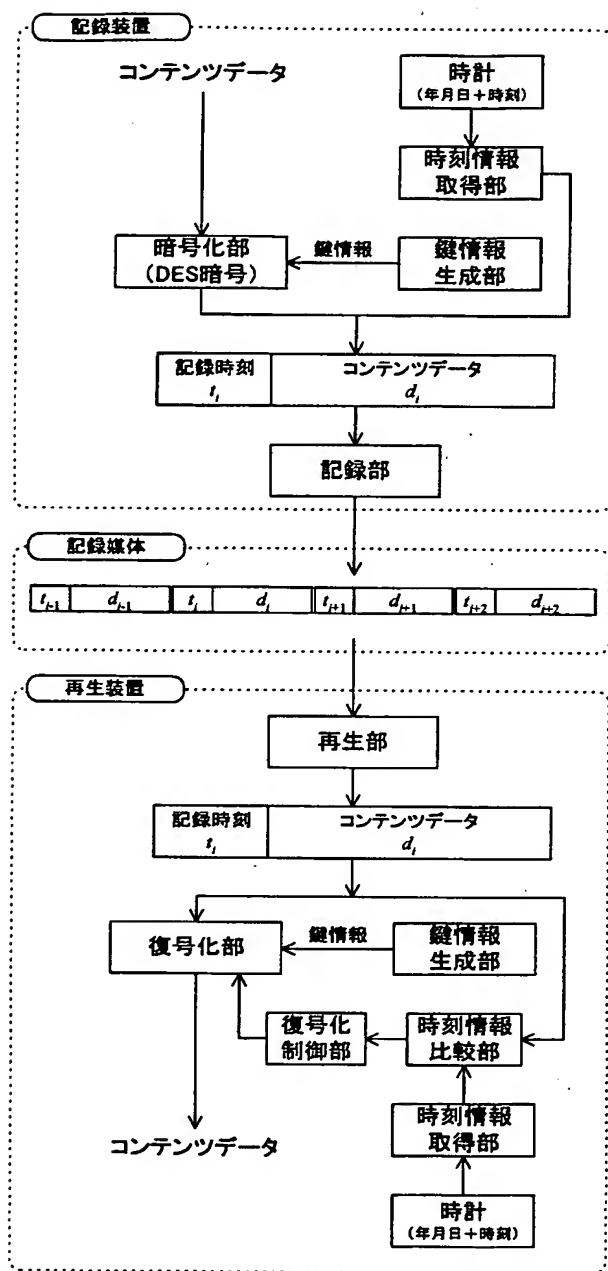 記録装置
コンテンツデータ
時計
(年月日+時刻)
時刻情報
取得部
暗号化部
(DES暗号)
鍵情報
鍵情報
生成部
記録時刻
t_i
コンテンツデータ
d_i
記録部
記録媒体
t_{i-1} d_{i-1} t_i d_i t_{i+1} d_{i+1} t_{i+2} d_{i+2}
再生装置
再生部
記録時刻
t_i
コンテンツデータ
d_i
復号化部
鍵情報
鍵情報
生成部
復号化
制御部
時刻情報
比較部
時刻情報
取得部
コンテンツデータ
時計
(年月日+時刻)